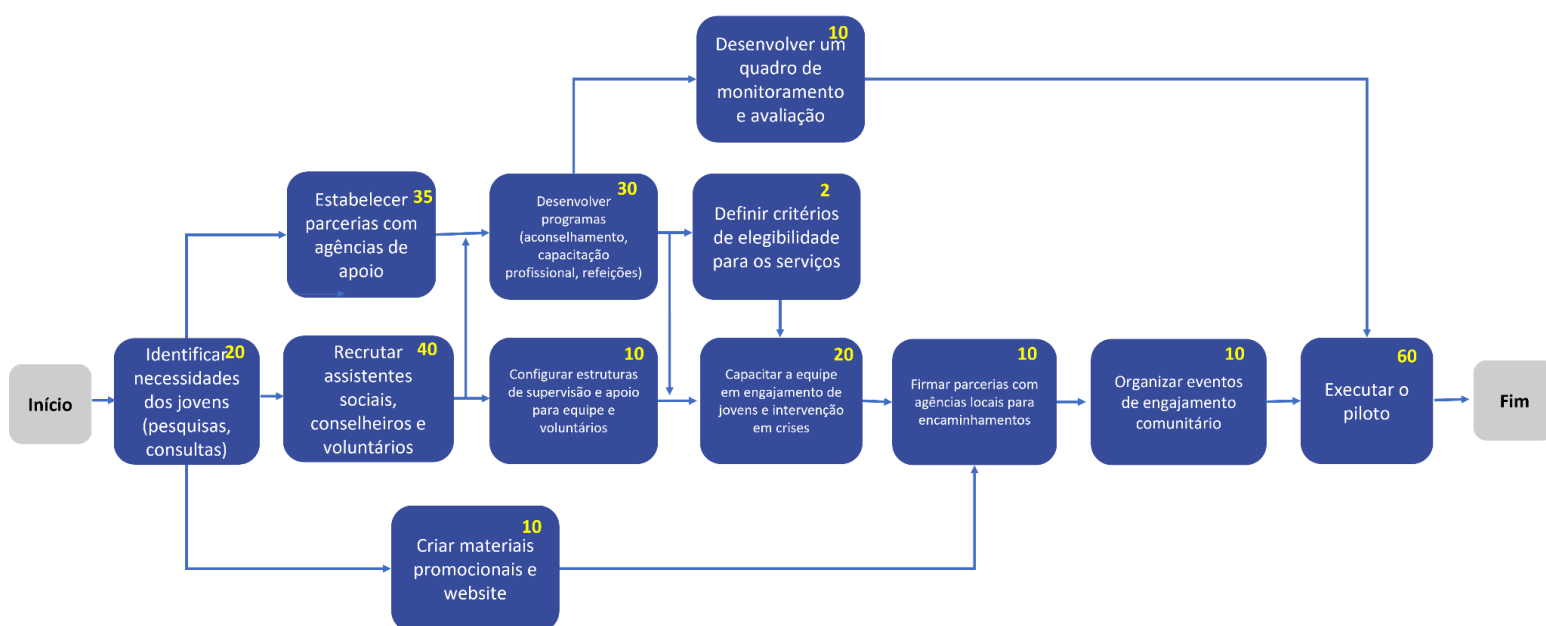 10
Desenvolver um
quadro de
monitoramento
e avaliação
35
Estabelecer
parcerias com
agências de
apoio
30
Desenvolver
programas
(aconselhamento,
capacitação
profissional, refeições)
2
Definir critérios
de elegibilidade
para os serviços
Início
20
Identificar
necessidades
dos jovens
(pesquisas,
consultas)
40
Recrutar
assistentes
sociais,
conselheiros e
voluntários
10
Configurar estruturas
de supervisão e apoio
para equipe e
voluntários
20
Capacitar a equipe
em engajamento de
jovens e intervenção
em crises
10
Firmar parcerias com
agências locais para
encaminhamentos
10
Organizar eventos
de engajamento
comunitário
60
Executar o
piloto
Fim
10
Criar materiais
promocionais e
website